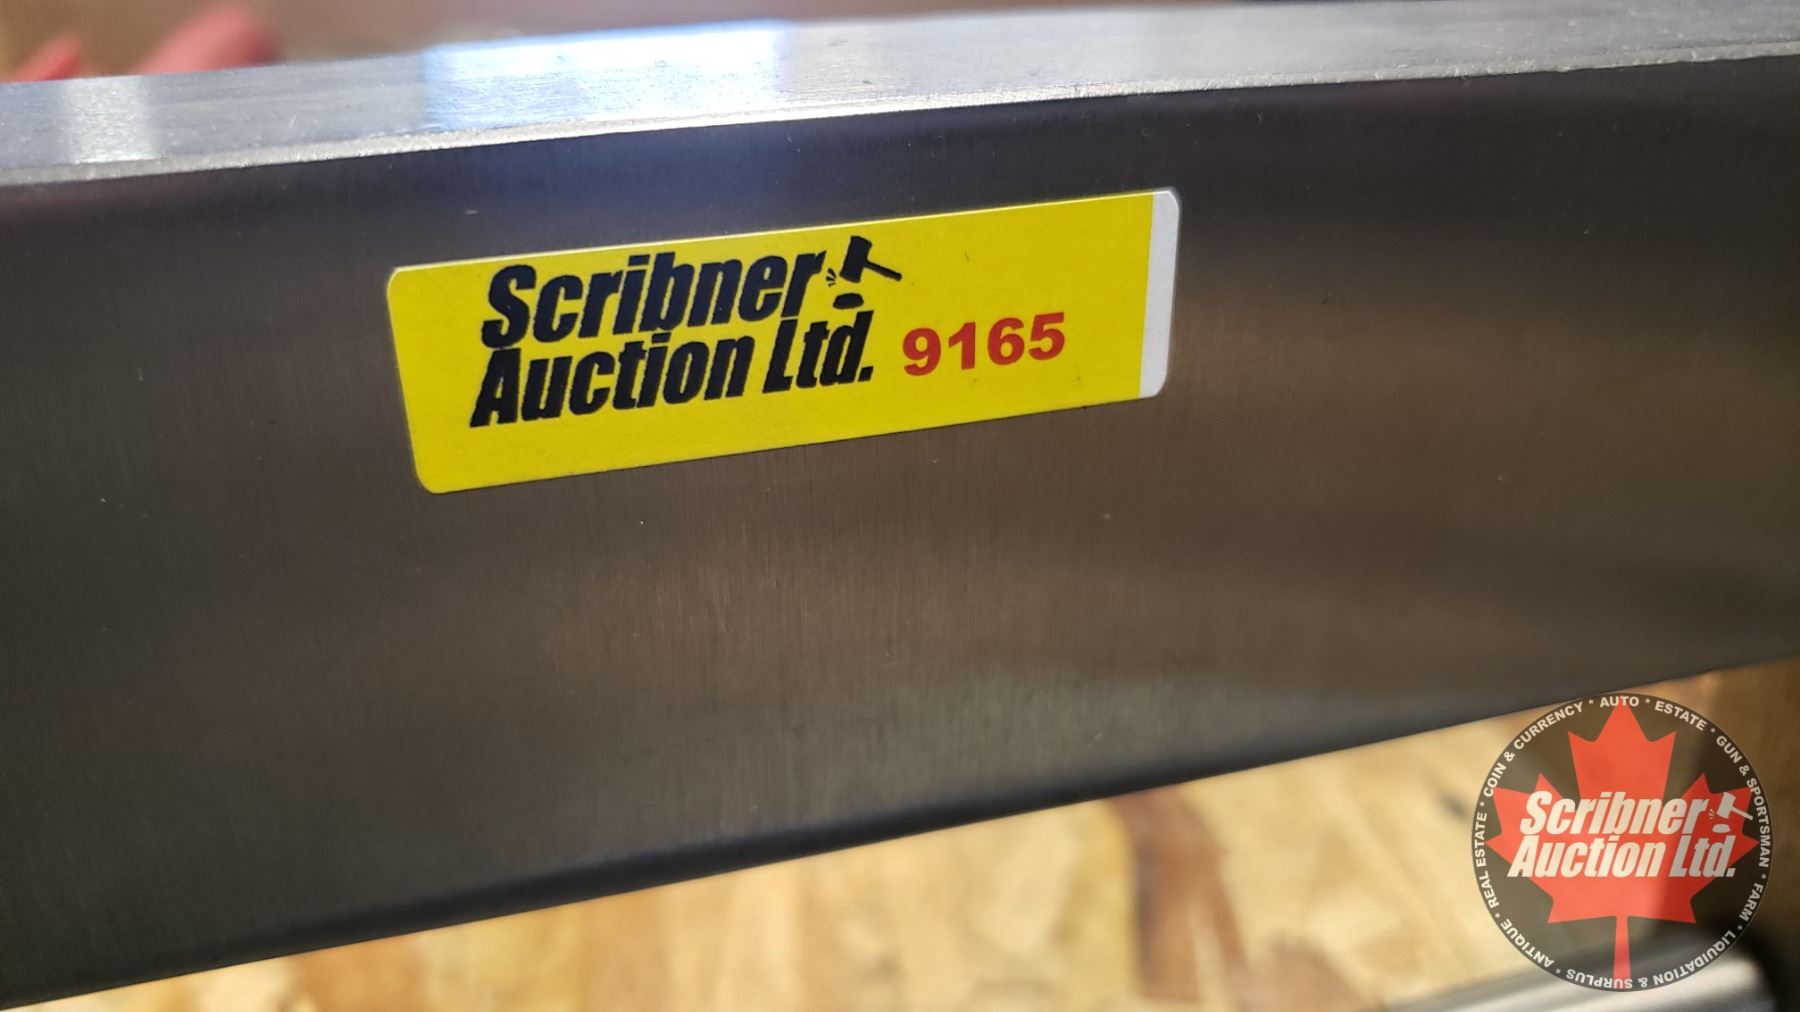 Scribner
Auction Ltd. 9165
COIN & CURRENCY * AUTO * ESTATE * GUN & SPORTSMAN * FARM * LIQUIDATION & SURPLUS * ANTIQUE * REAL ESTATE *
Scribner
Auction Ltd.